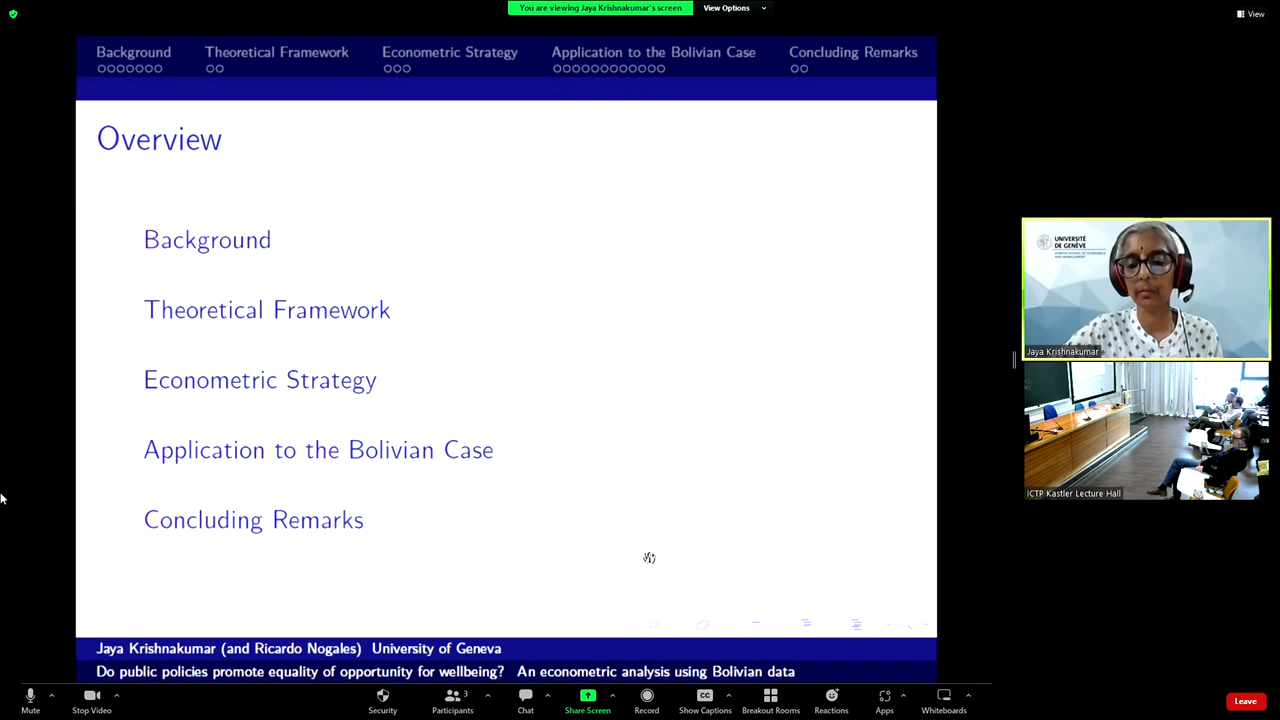 You are viewing Jaya Krishnakumar's screen
View Options
View
Background
Theoretical Framework
Econometric Strategy
Application to the Bolivian Case
Concluding Remarks
Overview
Background
Theoretical Framework
Econometric Strategy
Application to the Bolivian Case
Concluding Remarks
Jaya Krishnakumar (and Ricardo Nogales) University of Geneva
Do public policies promote equality of opportunity for wellbeing? An econometric analysis using Bolivian data
UNIVERSITÉ
DE GENÈVE
Jaya Krishnakumar
ICTP Kastler Lecture Hall
Mute
Stop Video
Security
3
Participants
Chat
Share Screen
Record
CC
Show Captions
Breakout Rooms
Reactions
Apps
Whiteboards
Leave